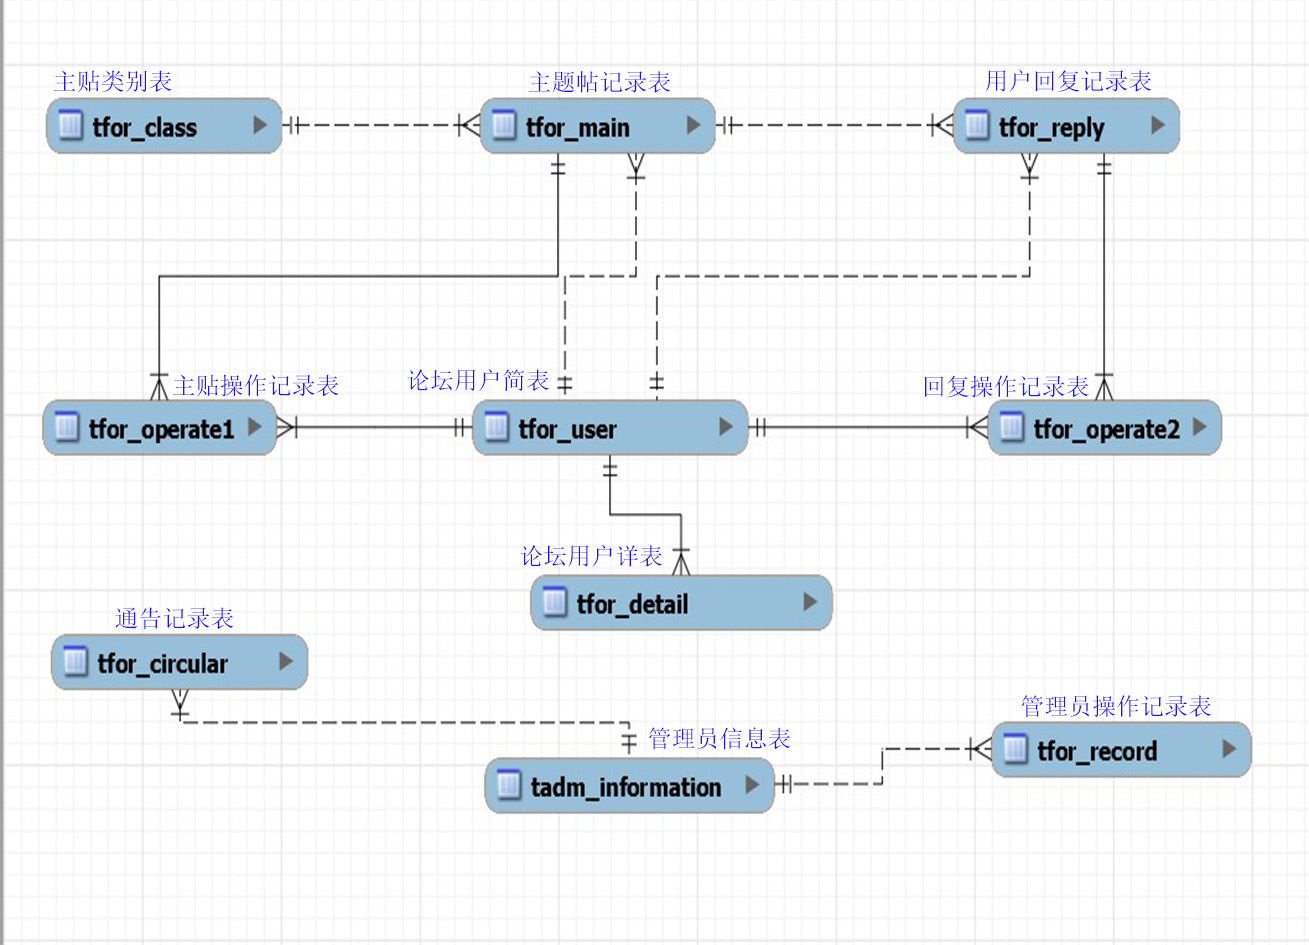 主贴类别表
主题帖记录表
用户回复记录表
tfor_class
tfor_main
tfor_reply
主贴操作记录表
论坛用户简表
回复操作记录表
tfor_operate1
tfor_user
tfor_operate2
论坛用户详表
tfor_detail
通告记录表
tfor_circular
管理员操作记录表
管理员信息表
tfor_record
tadm_information